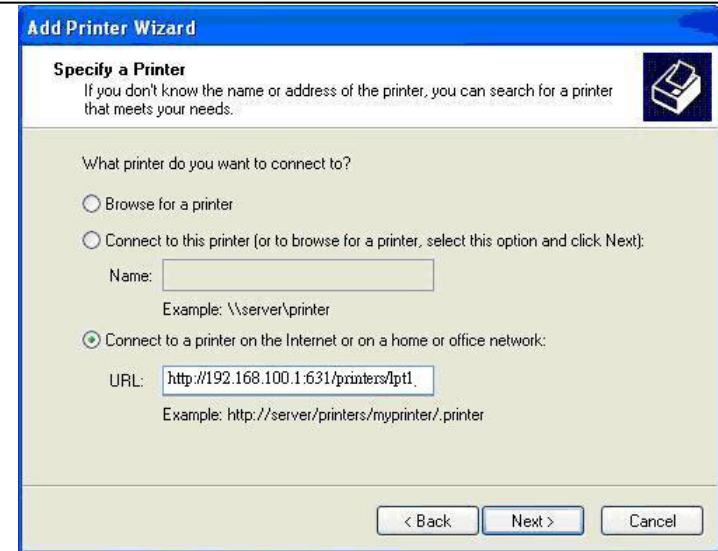 Add Printer Wizard
Specify a Printer
If you don't know the name or address of the printer, you can search for a printer
that meets your needs.
What printer do you want to connect to?
Browse for a printer
Connect to this printer (or to browse for a printer, select this option and click Next):
Name:
Example: \\server\printer
Connect to a printer on the Internet or on a home or office network:
URL: http://192.168.100.1:631/printers/lpt1
Example: http://server/printers/myprinter/.printer
< Back Next > Cancel